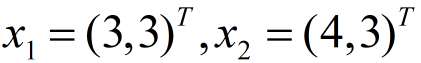 x₁ = (3,3)ᵀ, x₂ = (4,3)ᵀ